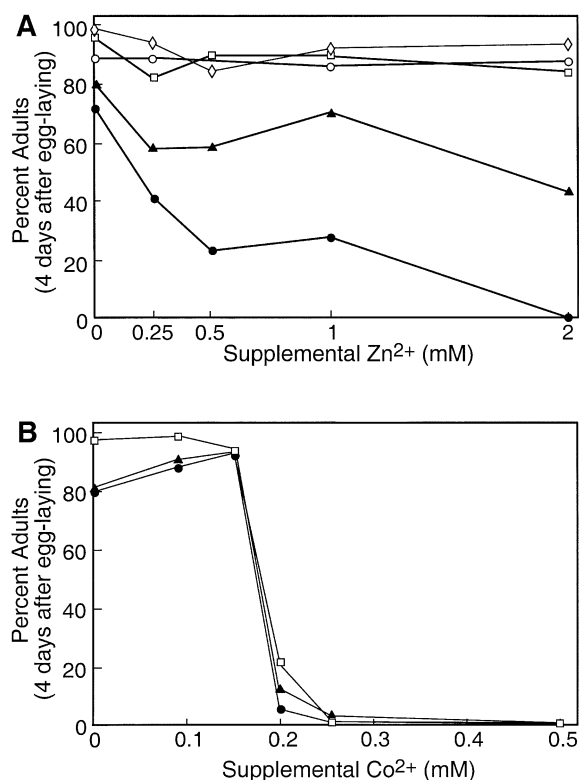 A
Percent Adults
(4 days after egg-laying)
100
80
60
40
20
0
0 0.25 0.5 1 2
Supplemental Zn2+ (mM)
B
Percent Adults
(4 days after egg-laying)
100
80
60
40
20
0
0 0.1 0.2 0.3 0.4 0.5
Supplemental Co2+ (mM)